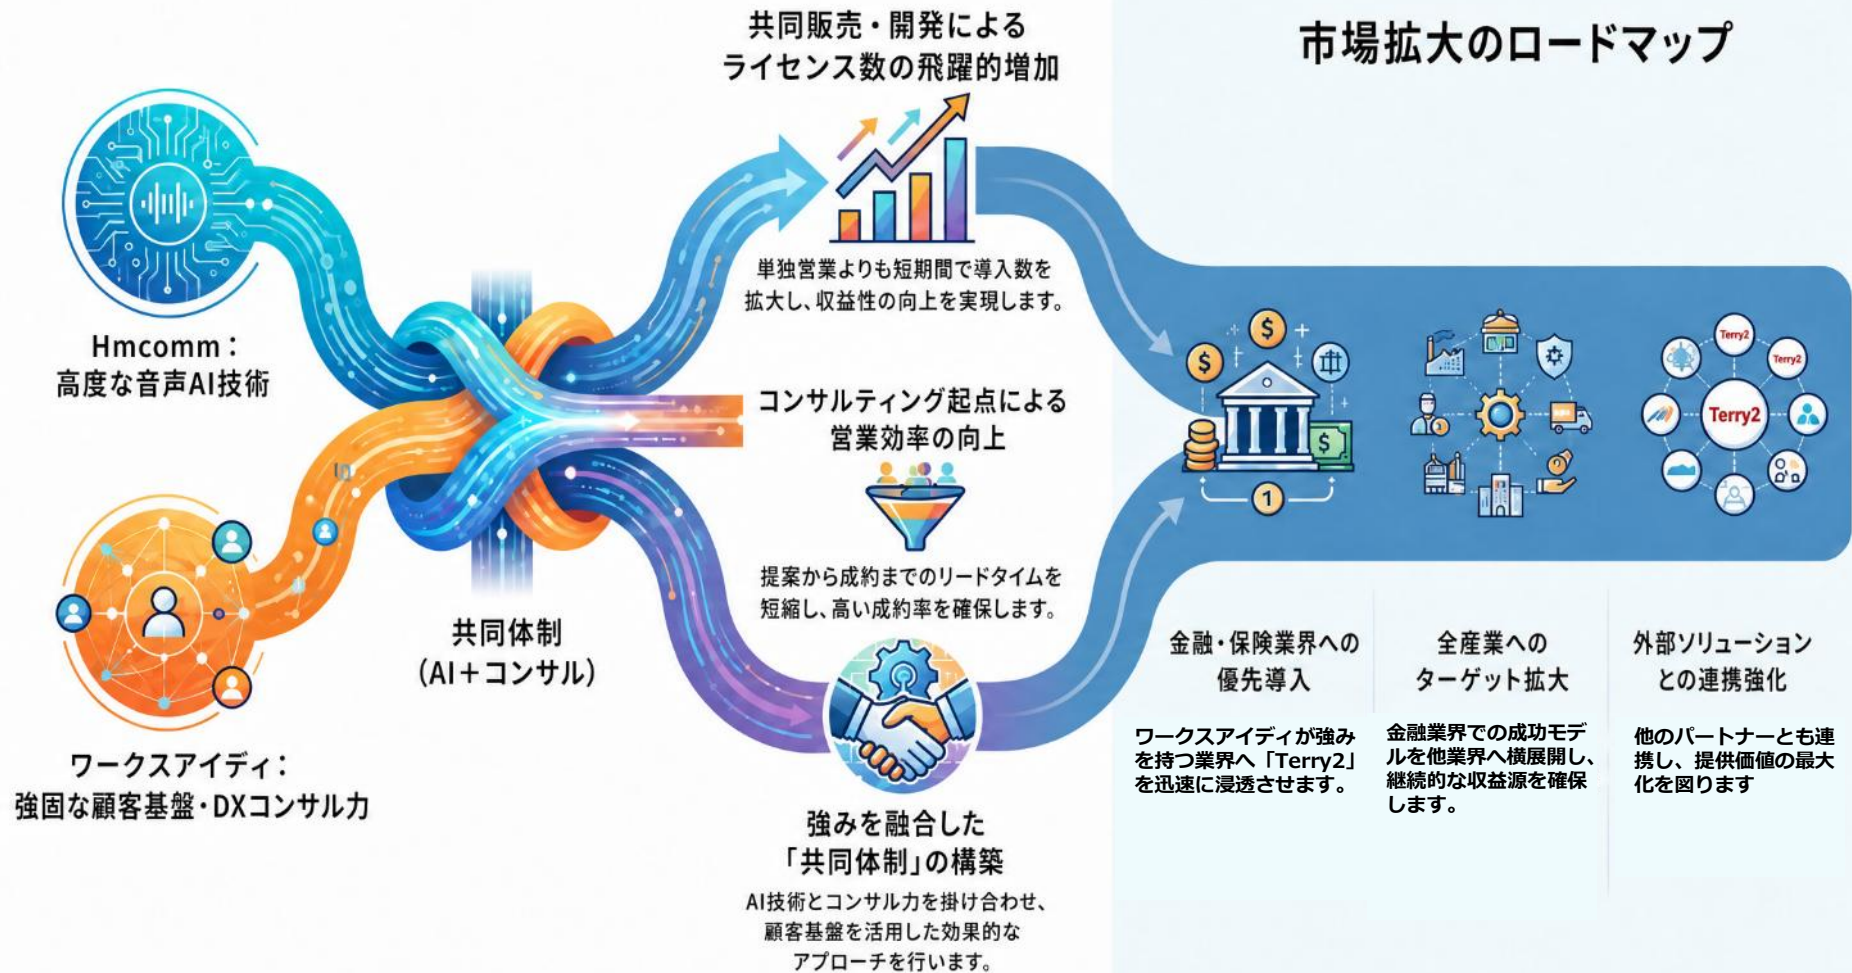 Hmcomm：
高度な音声AI技術
ワークスアイディ：
強固な顧客基盤・DXコンサル力
共同体制
（AI＋コンサル）
共同販売・開発による
ライセンス数の飛躍的増加
単独営業よりも短期間で導入数を
拡大し、収益性の向上を実現します。
コンサルティング起点による
営業効率の向上
提案から成約までのリードタイムを
短縮し、高い成約率を確保します。
強みを融合した
「共同体制」の構築
AI技術とコンサル力を掛け合わせ、
顧客基盤を活用した効果的な
アプローチを行います。
市場拡大のロードマップ
$
$
$
1
Terry2
Terry2
Terry2
金融・保険業界への
優先導入
ワークスアイディが強み
を持つ業界へ「Terry2」
を迅速に浸透させます。
全産業への
ターゲット拡大
金融業界での成功モデ
ルを他業界へ横展開し、
継続的な収益源を確保
します。
外部ソリューション
との連携強化
他のパートナーとも連
携し、提供価値の最大
化を図ります